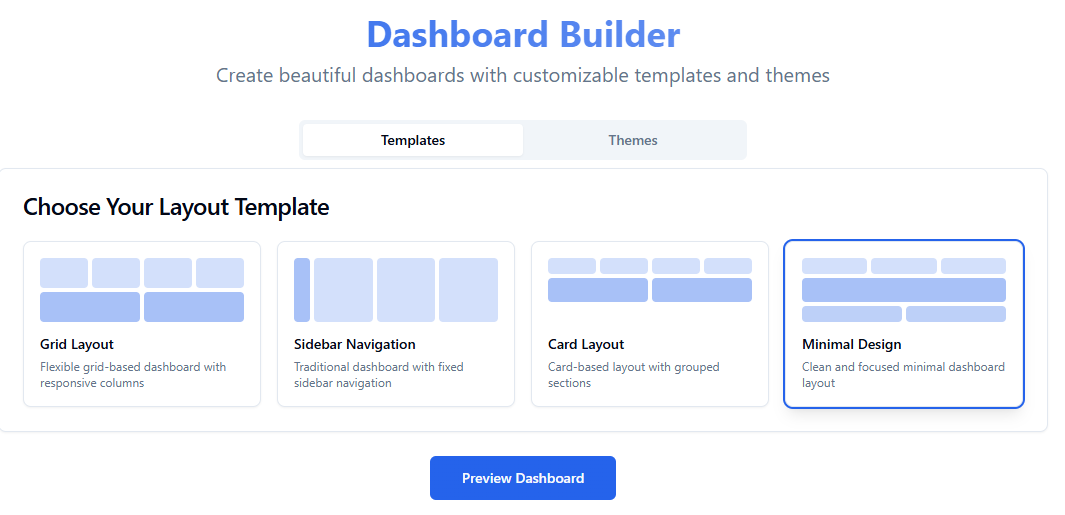 Dashboard Builder
Create beautiful dashboards with customizable templates and themes
Templates
Themes
Choose Your Layout Template
Grid Layout
Flexible grid-based dashboard with
responsive columns
Sidebar Navigation
Traditional dashboard with fixed
sidebar navigation
Card Layout
Card-based layout with grouped
sections
Minimal Design
Clean and focused minimal dashboard
layout
Preview Dashboard